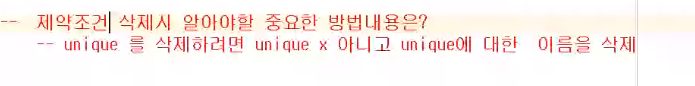 -- 제약조건 삭제시 알아야할 중요한 방법내용은?
-- unique 를 삭제하려면 unique x 아니고 unique에 대한 이름을 삭제